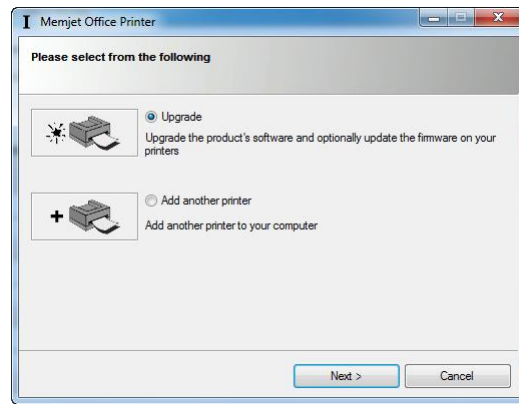 Memjet Office Printer
Please select from the following
Upgrade
Upgrade the product's software and optionally update the firmware on your
printers
Add another printer
Add another printer to your computer
Next >
Cancel